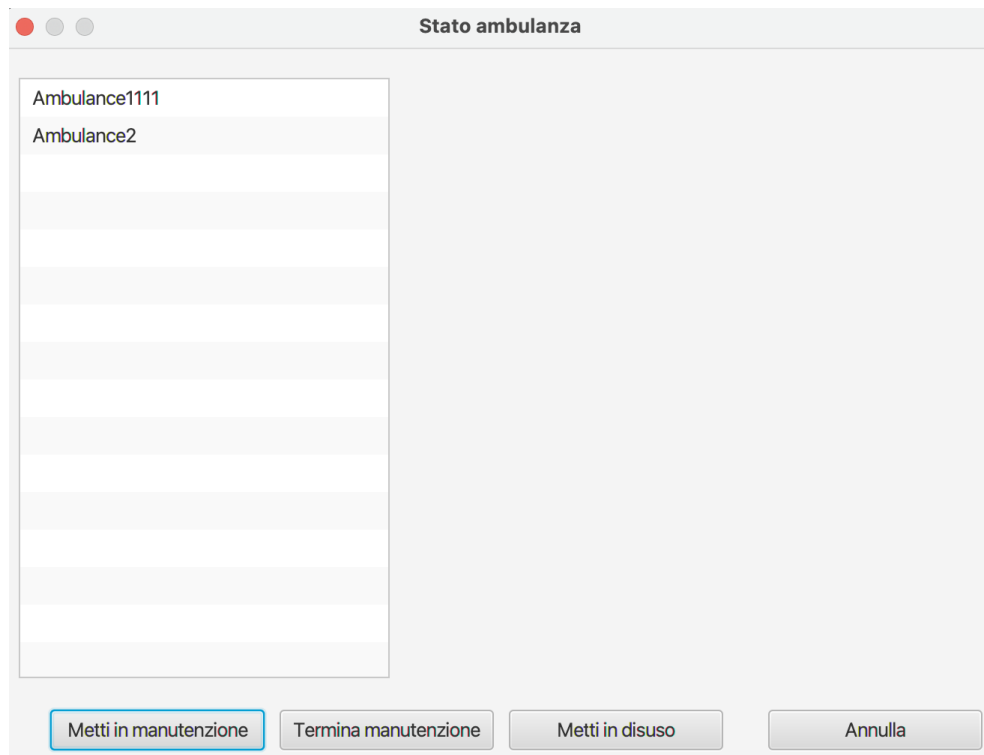 Stato ambulanza
Ambulance1111
Ambulance2
Metti in manutenzione Termina manutenzione Metti in disuso Annulla